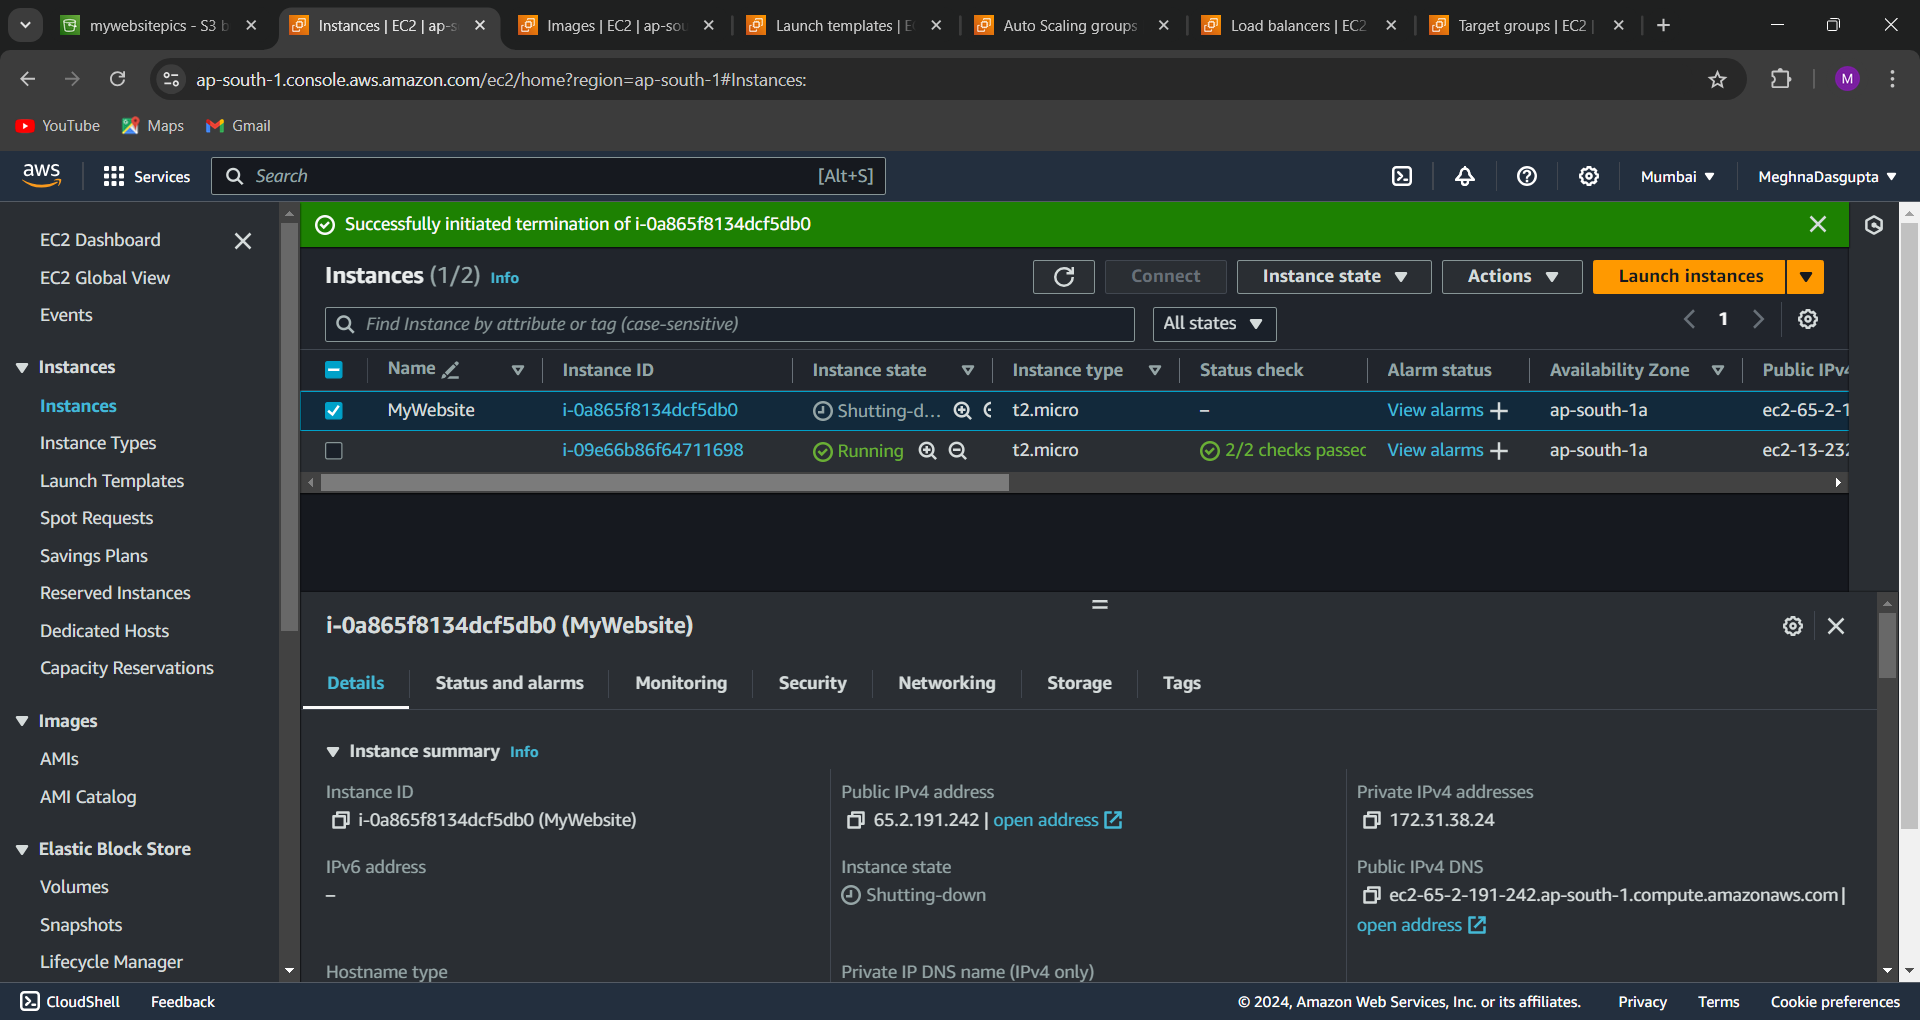 mywebsitepics - S3 b
Instances | EC2 | ap-s
Images | EC2 | ap-sou
Launch templates | E
Auto Scaling groups
Load balancers | EC2
Target groups | EC2 |
ap-south-1.console.aws.amazon.com/ec2/home?region=ap-south-1#Instances:
M
YouTube
Maps
Gmail
aws
Services
Search
[Alt+S]
Mumbai
MeghnaDasgupta
EC2 Dashboard
EC2 Global View
Events
Instances
Instances
Instance Types
Launch Templates
Spot Requests
Savings Plans
Reserved Instances
Dedicated Hosts
Capacity Reservations
Images
AMIs
AMI Catalog
Elastic Block Store
Volumes
Snapshots
Lifecycle Manager
Successfully initiated termination of i-0a865f8134dcf5db0
Instances (1/2) Info
Connect
Instance state
Actions
Launch instances
Find Instance by attribute or tag (case-sensitive)
All states
1
Name Instance ID Instance state Instance type Status check Alarm status Availability Zone Public IPv4
MyWebsite i-0a865f8134dcf5db0 Shutting-d... t2.micro – View alarms + ap-south-1a ec2-65-2-1
i-09e66b86f64711698 Running t2.micro 2/2 checks passec View alarms + ap-south-1a ec2-13-232
i-0a865f8134dcf5db0 (MyWebsite)
Details
Status and alarms
Monitoring
Security
Networking
Storage
Tags
Instance summary Info
Instance ID
i-0a865f8134dcf5db0 (MyWebsite)
Public IPv4 address
65.2.191.242 | open address
Private IPv4 addresses
172.31.38.24
IPv6 address
–
Instance state
Shutting-down
Public IPv4 DNS
ec2-65-2-191-242.ap-south-1.compute.amazonaws.com |
open address
Hostname type
Private IP DNS name (IPv4 only)
CloudShell
Feedback
© 2024, Amazon Web Services, Inc. or its affiliates.
Privacy
Terms
Cookie preferences